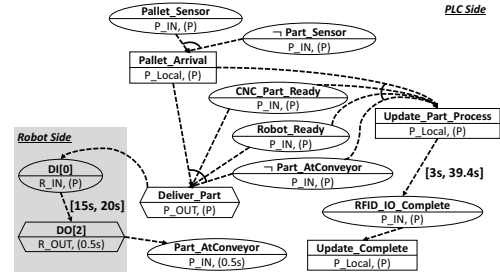 Pallet_Sensor
P_IN, (P)
PLC Side
¬ Part_Sensor
P_IN, (P)
Pallet_Arrival
P_Local, (P)
CNC_Part_Ready
P_IN, (P)
Update_Part_Process
P_Local, (P)
Robot_Ready
P_IN, (P)
Robot Side
¬ Part_AtConveyor
P_IN, (P)
DI[0]
R_IN, (P)
[3s, 39.4s]
[15s, 20s]
Deliver_Part
P_OUT, (P)
RFID_IO_Complete
P_IN, (P)
DO[2]
R_OUT, (0.5s)
Part_AtConveyor
P_IN, (0.5s)
Update_Complete
P_Local, (P)